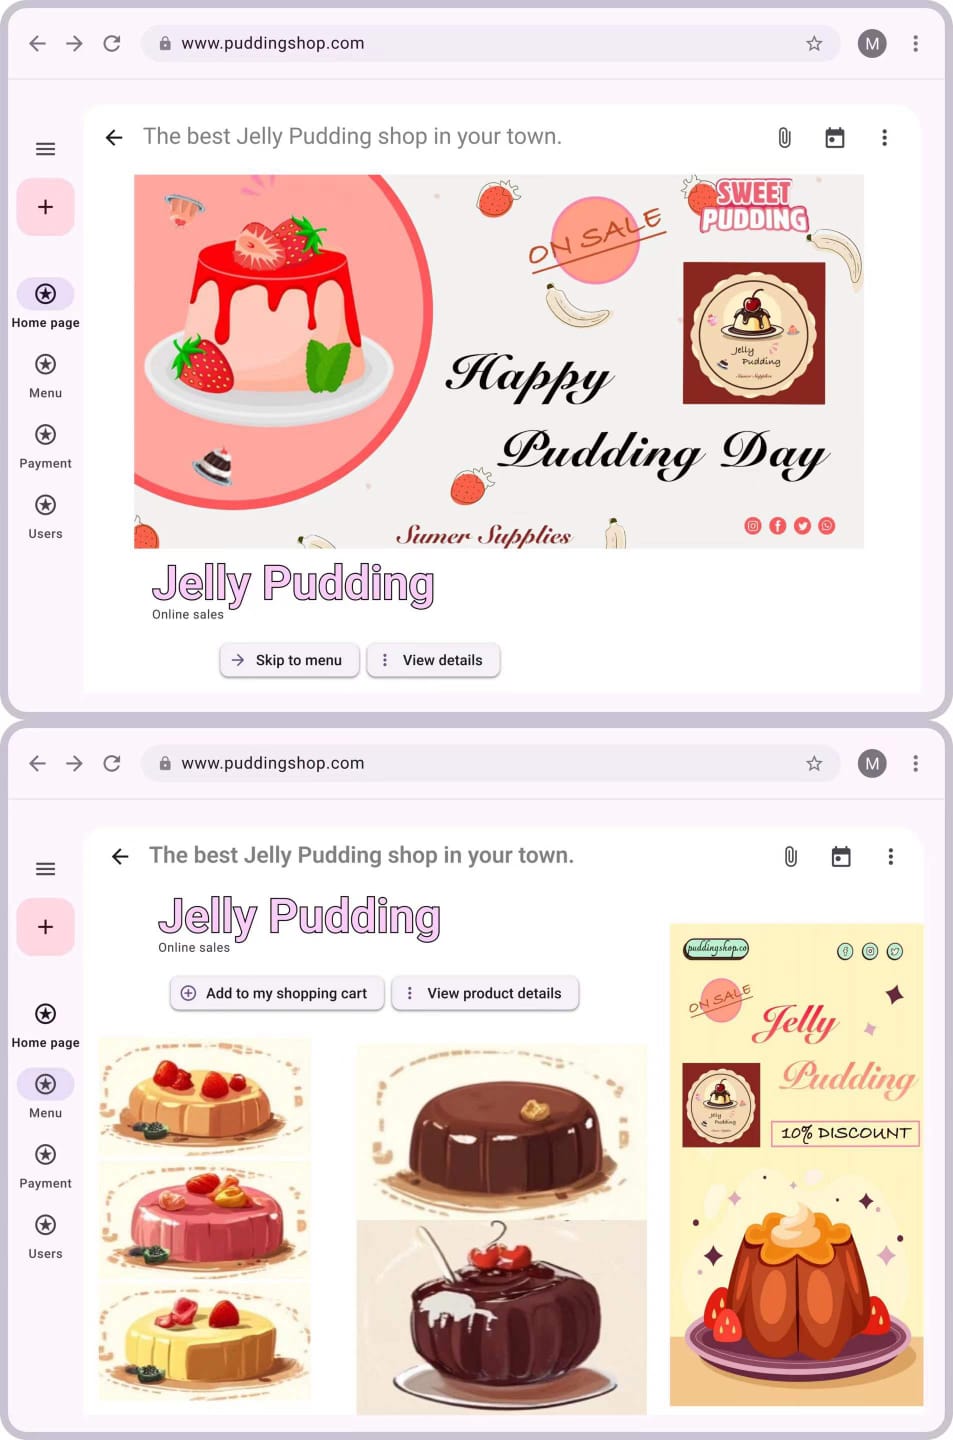 www.puddingshop.com
M
The best Jelly Pudding shop in your town.
Home page
Menu
Payment
Users
ON SALE
SWEET
PUDDING
Jelly
Pudding
Sumer Supplies
Happy
Pudding Day
Sumer Supplies
Jelly Pudding
Online sales
Skip to menu
View details
www.puddingshop.com
M
The best Jelly Pudding shop in your town.
Home page
Menu
Payment
Users
Jelly Pudding
Online sales
Add to my shopping cart
View product details
puddingshop.co
ON SALE
Jelly
Pudding
Jelly
Pudding
10% DISCOUNT